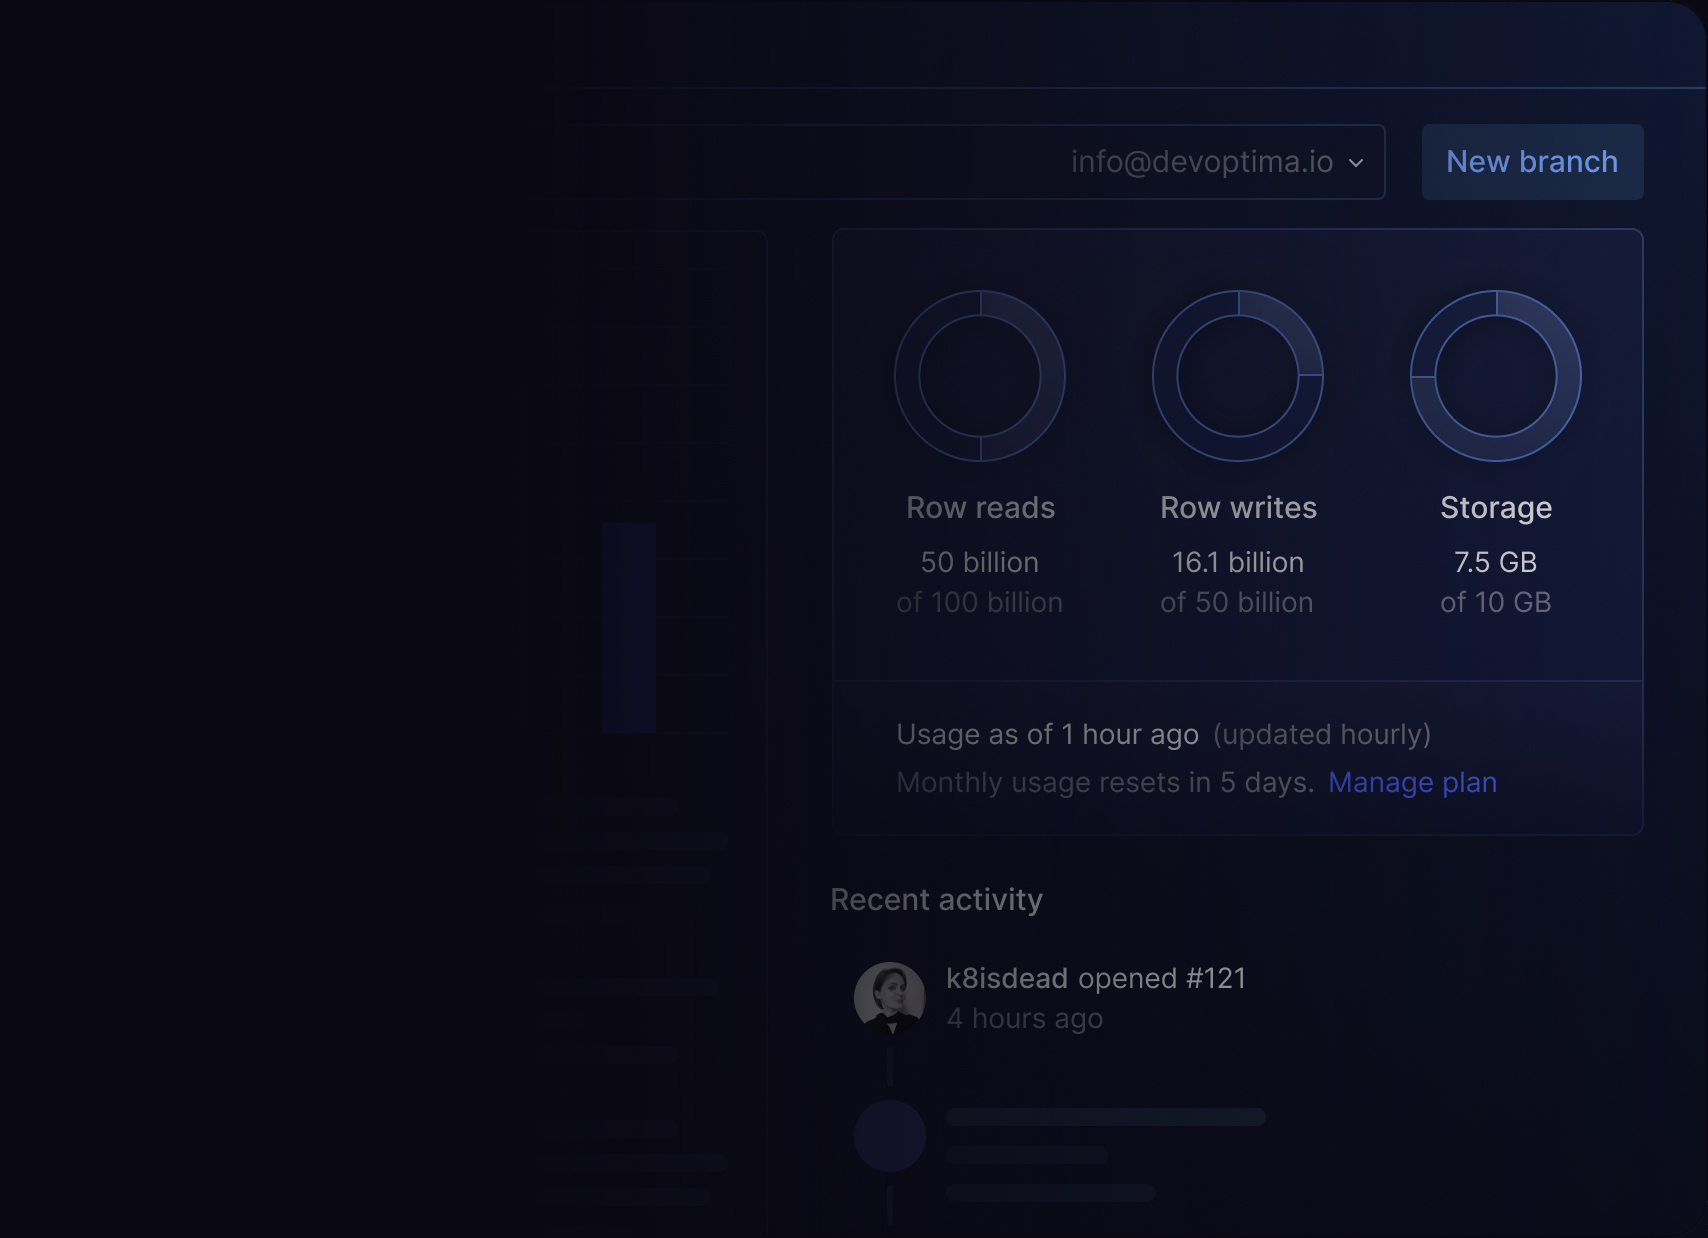 info@devoptima.io
New branch
Row reads
50 billion
of 100 billion
Row writes
16.1 billion
of 50 billion
Storage
7.5 GB
of 10 GB
Usage as of 1 hour ago (updated hourly)
Monthly usage resets in 5 days. Manage plan
Recent activity
k8isdead opened #121
4 hours ago